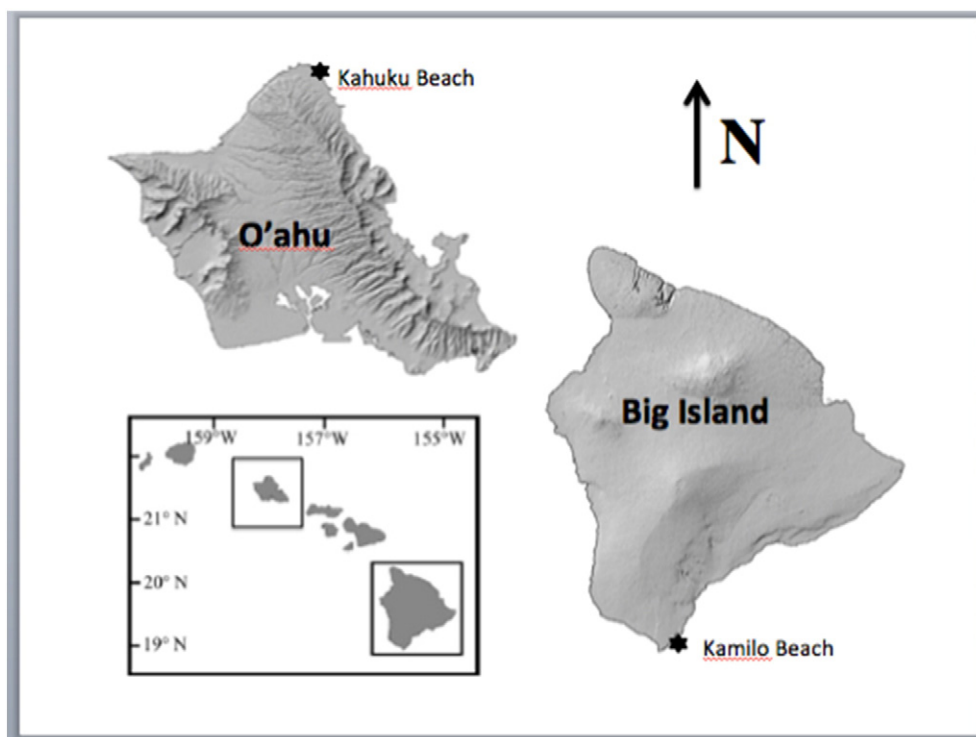 Kahuku Beach
N
O’ahu
Big Island
159°W 157°W 155°W
21° N
20° N
19° N
Kamilo Beach